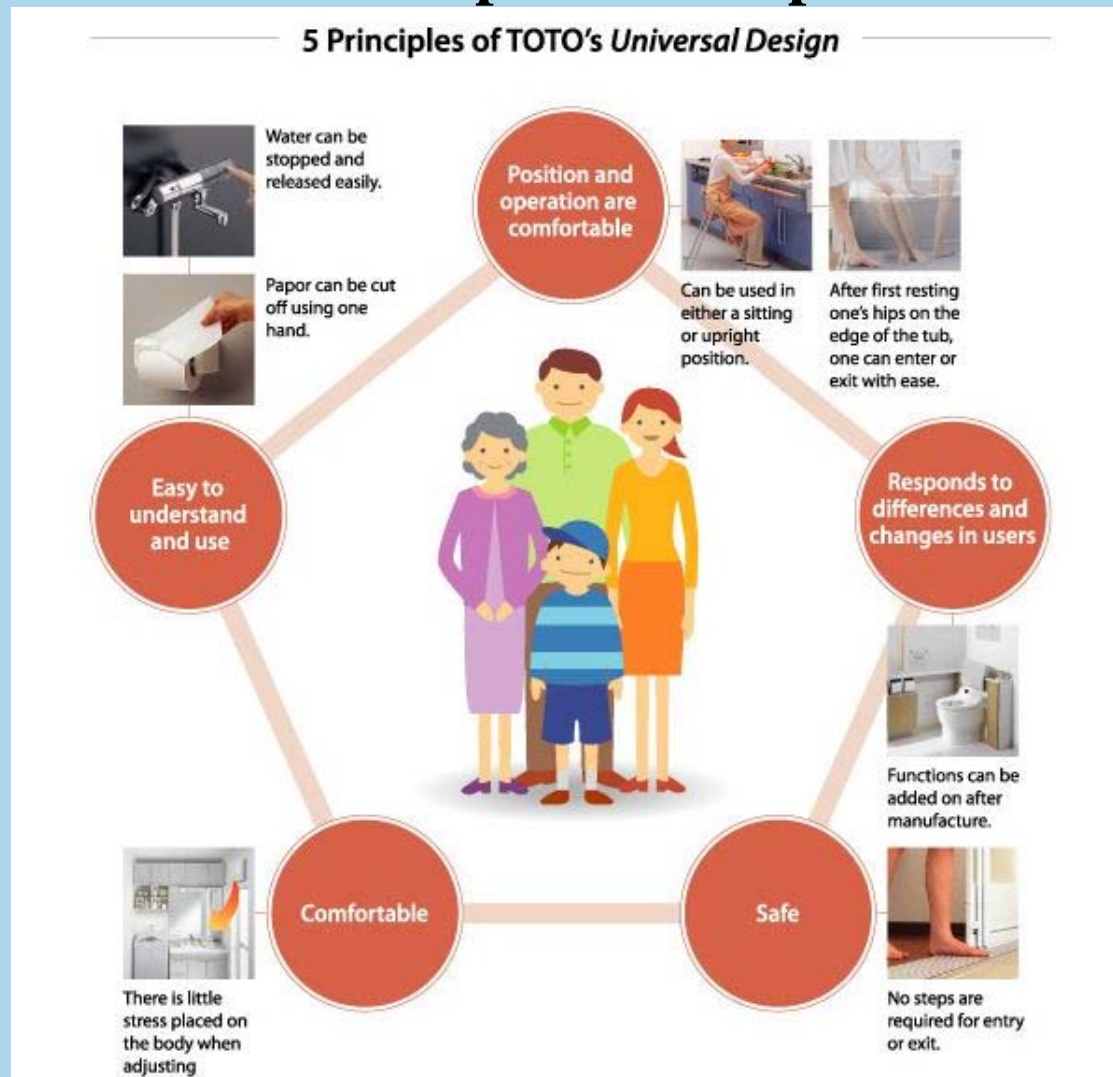 5 Principles of TOTO's Universal Design
Water can be
stopped and
released easily.
Papor can be cut
off using one
hand.
Position and
operation are
comfortable
Can be used in
either a sitting
or upright
position.
After first resting
one's hips on the
edge of the tub,
one can enter or
exit with ease.
Easy to
understand
and use
Responds to
differences and
changes in users
Functions can be
added on after
manufacture.
Comfortable
There is little
stress placed on
the body when
adjusting
Safe
No steps are
required for entry
or exit.